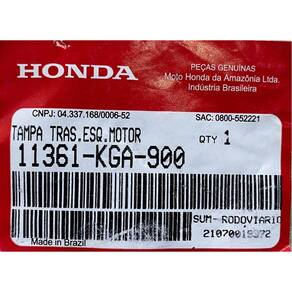 HONDA
PEÇAS GENUÍNAS
Moto Honda da Amazônia Ltda.
Indústria Brasileira
CNPJ: 04.337.168/0006-52
SAC: 0800-552221
TAMPA TRAS.ESQ.MOTOR
QTY 1
11361-KGA-900
SUM- RODOVIARIO
21070019372
Made in Brazil